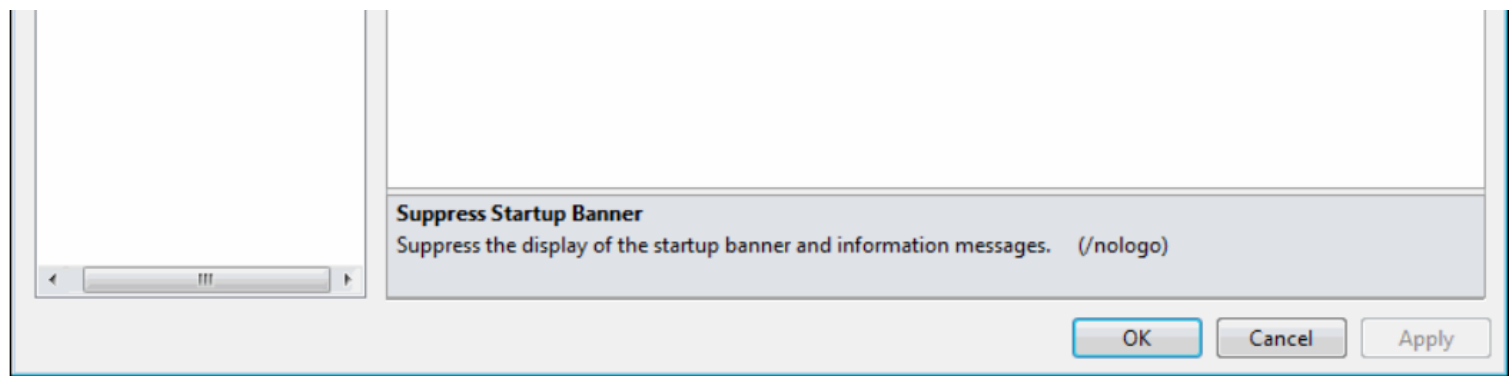 Suppress Startup Banner
Suppress the display of the startup banner and information messages. (/nologo)
OK Cancel Apply